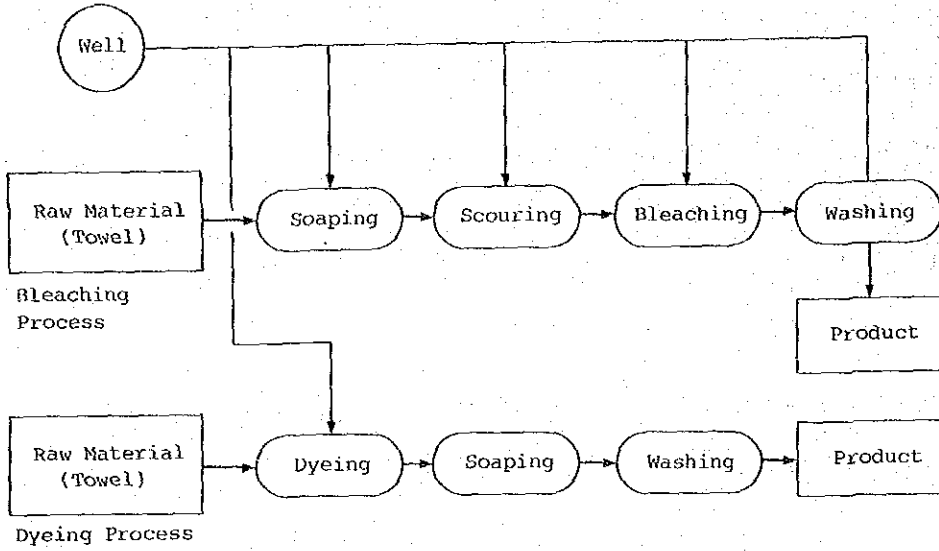 Well
Raw Material
(Towel)
Soaping
Scouring
Bleaching
Washing
Bleaching
Process
Product
Raw Material
(Towel)
Dyeing
Soaping
Washing
Product
Dyeing Process